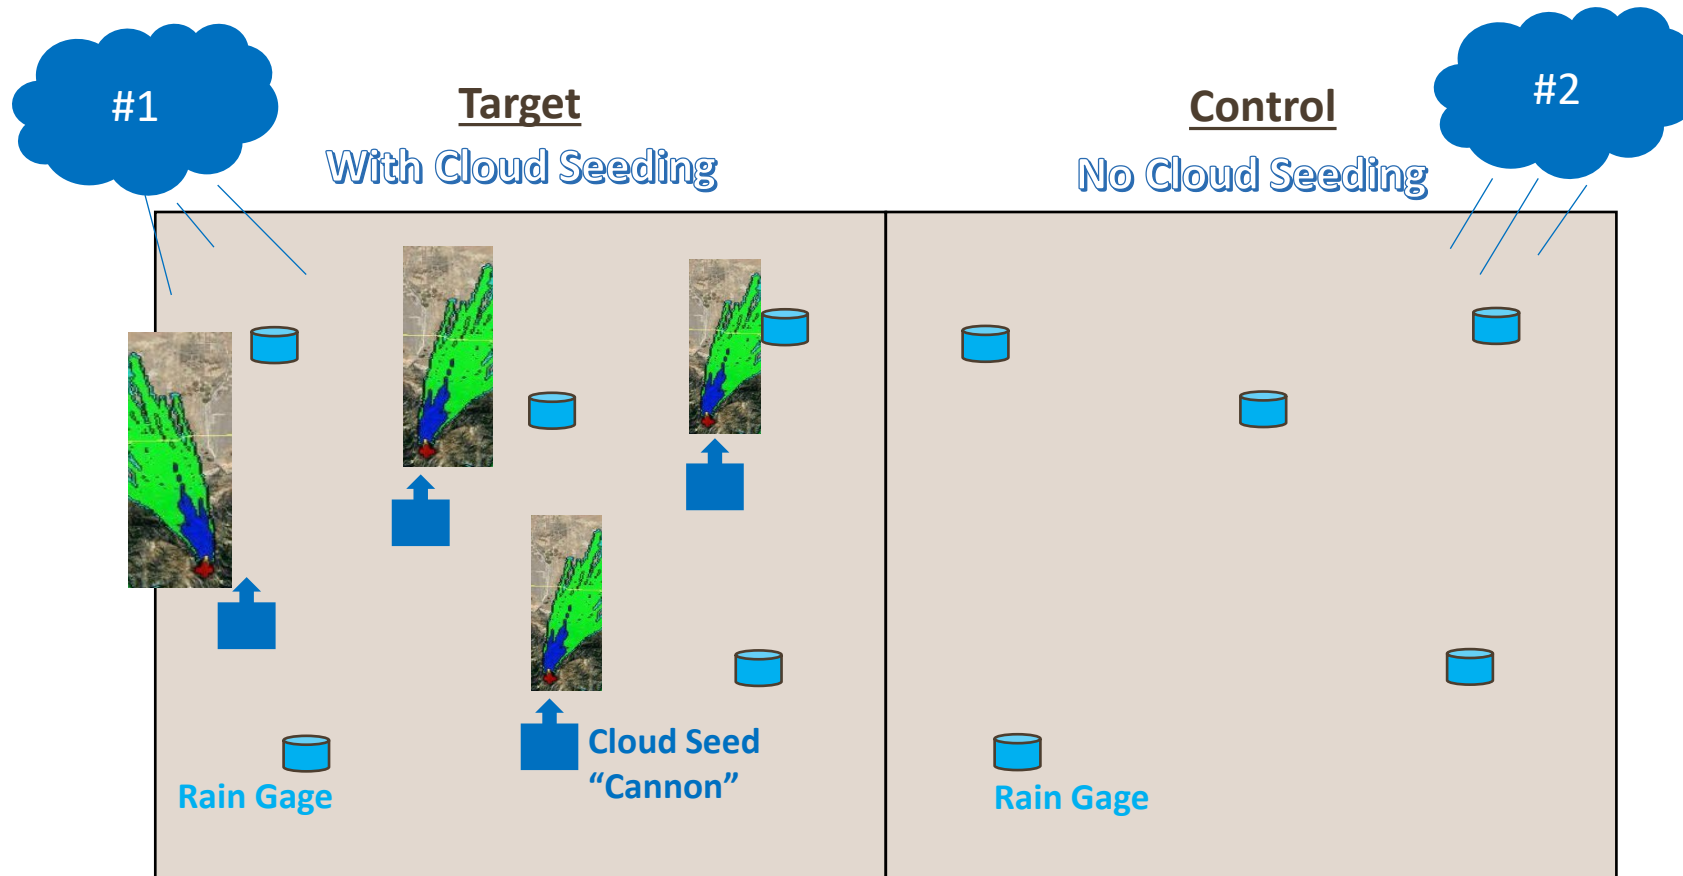 #1
Target
With Cloud Seeding
#2
Control
No Cloud Seeding
Cloud Seed
“Cannon”
Rain Gage
Rain Gage